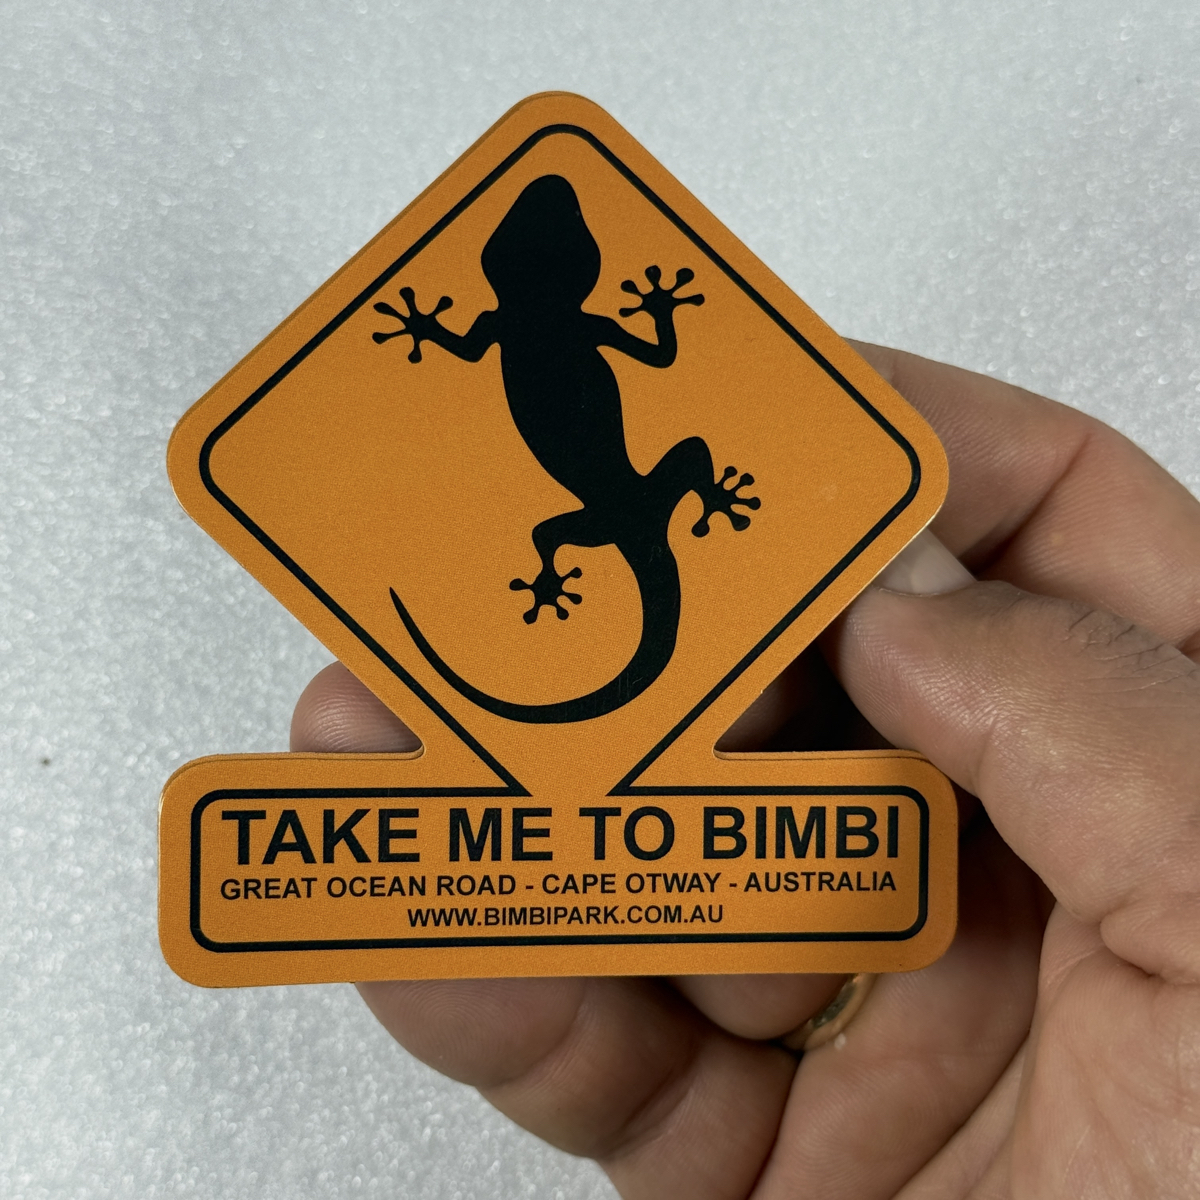 TAKE ME TO BIMBI
GREAT OCEAN ROAD - CAPE OTWAY - AUSTRALIA
WWW.BIMBIPARK.COM.AU